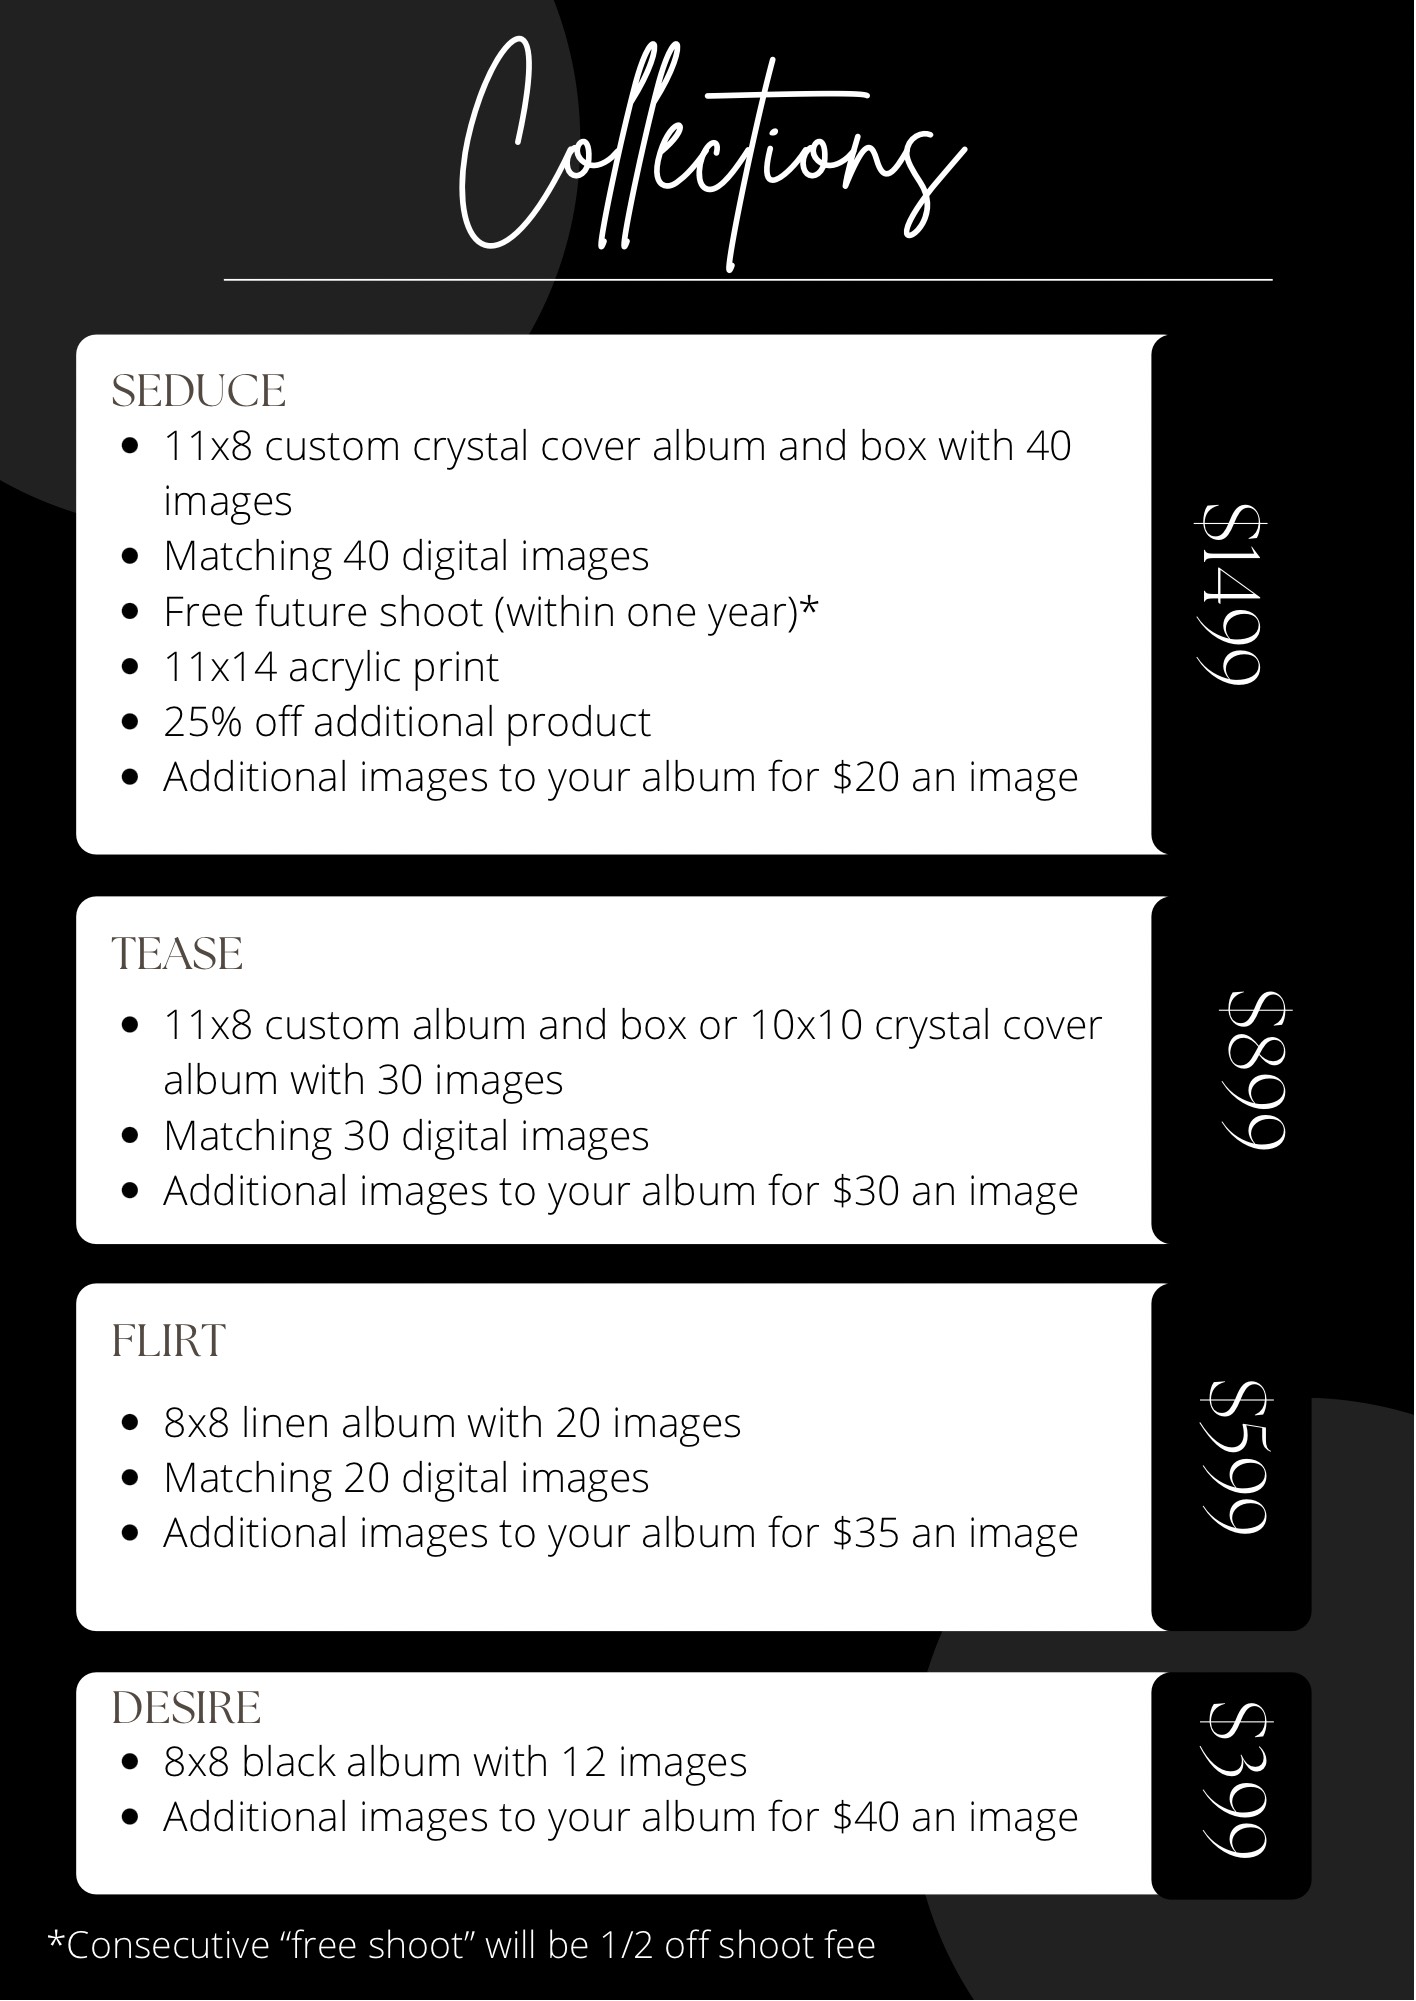 Collections
SEDUCE
11x8 custom crystal cover album and box with 40
images
Matching 40 digital images
Free future shoot (within one year)*
11x14 acrylic print
25% off additional product
Additional images to your album for $20 an image
$1499
TEASE
11x8 custom album and box or 10x10 crystal cover
album with 30 images
Matching 30 digital images
Additional images to your album for $30 an image
$899
FLIRT
8x8 linen album with 20 images
Matching 20 digital images
Additional images to your album for $35 an image
$599
DESIRE
8x8 black album with 12 images
Additional images to your album for $40 an image
$399
*Consecutive “free shoot” will be 1/2 off shoot fee